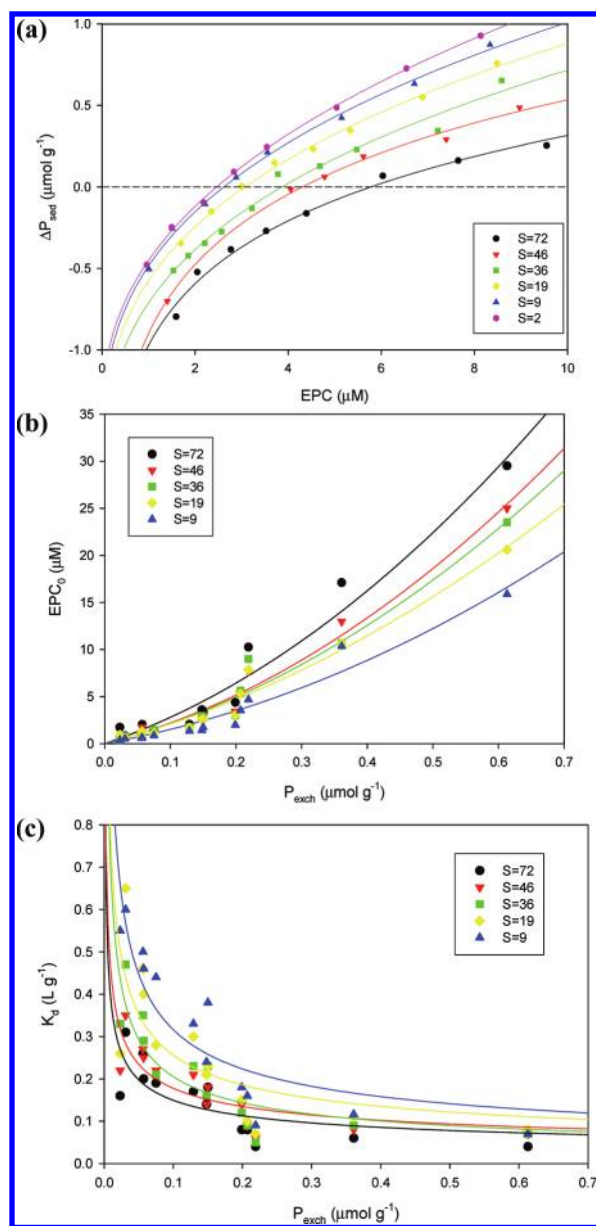 (a)
1.0
0.5
0.0
-0.5
-1.0
ΔP_sed (μmol g⁻¹)
S=72
S=46
S=36
S=19
S=9
S=2
0 2 4 6 8 10
EPC (μM)
(b)
35
30
25
20
15
10
5
0
EPC₀ (μM)
S=72
S=46
S=36
S=19
S=9
0.0 0.1 0.2 0.3 0.4 0.5 0.6 0.7
P_exch (μmol g⁻¹)
(c)
0.8
0.7
0.6
0.5
0.4
0.3
0.2
0.1
0.0
K_d (L g⁻¹)
S=72
S=46
S=36
S=19
S=9
0.0 0.1 0.2 0.3 0.4 0.5 0.6 0.7
P_exch (μmol g⁻¹)